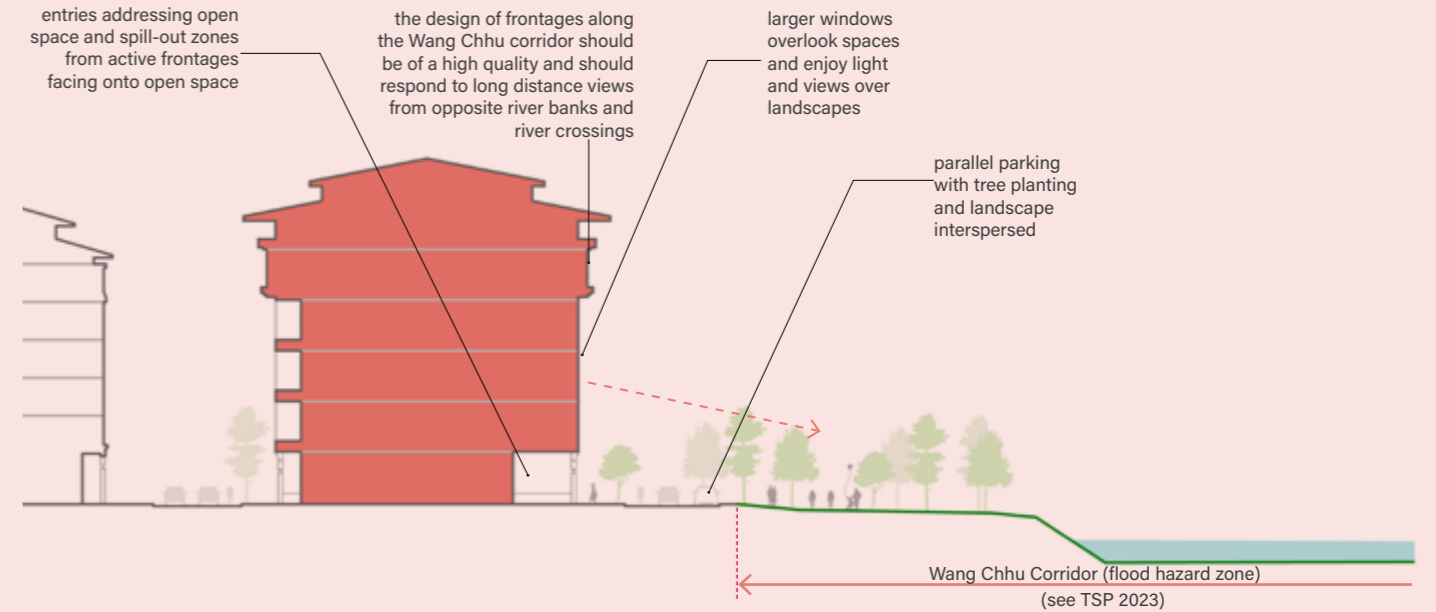 entries addressing open
space and spill-out zones
from active frontages
facing onto open space
the design of frontages along
the Wang Chhu corridor should
be of a high quality and should
respond to long distance views
from opposite river banks and
river crossings
larger windows
overlook spaces
and enjoy light
and views over
landscapes
parallel parking
with tree planting
and landscape
interspersed
Wang Chhu Corridor (flood hazard zone)
(see TSP 2023)